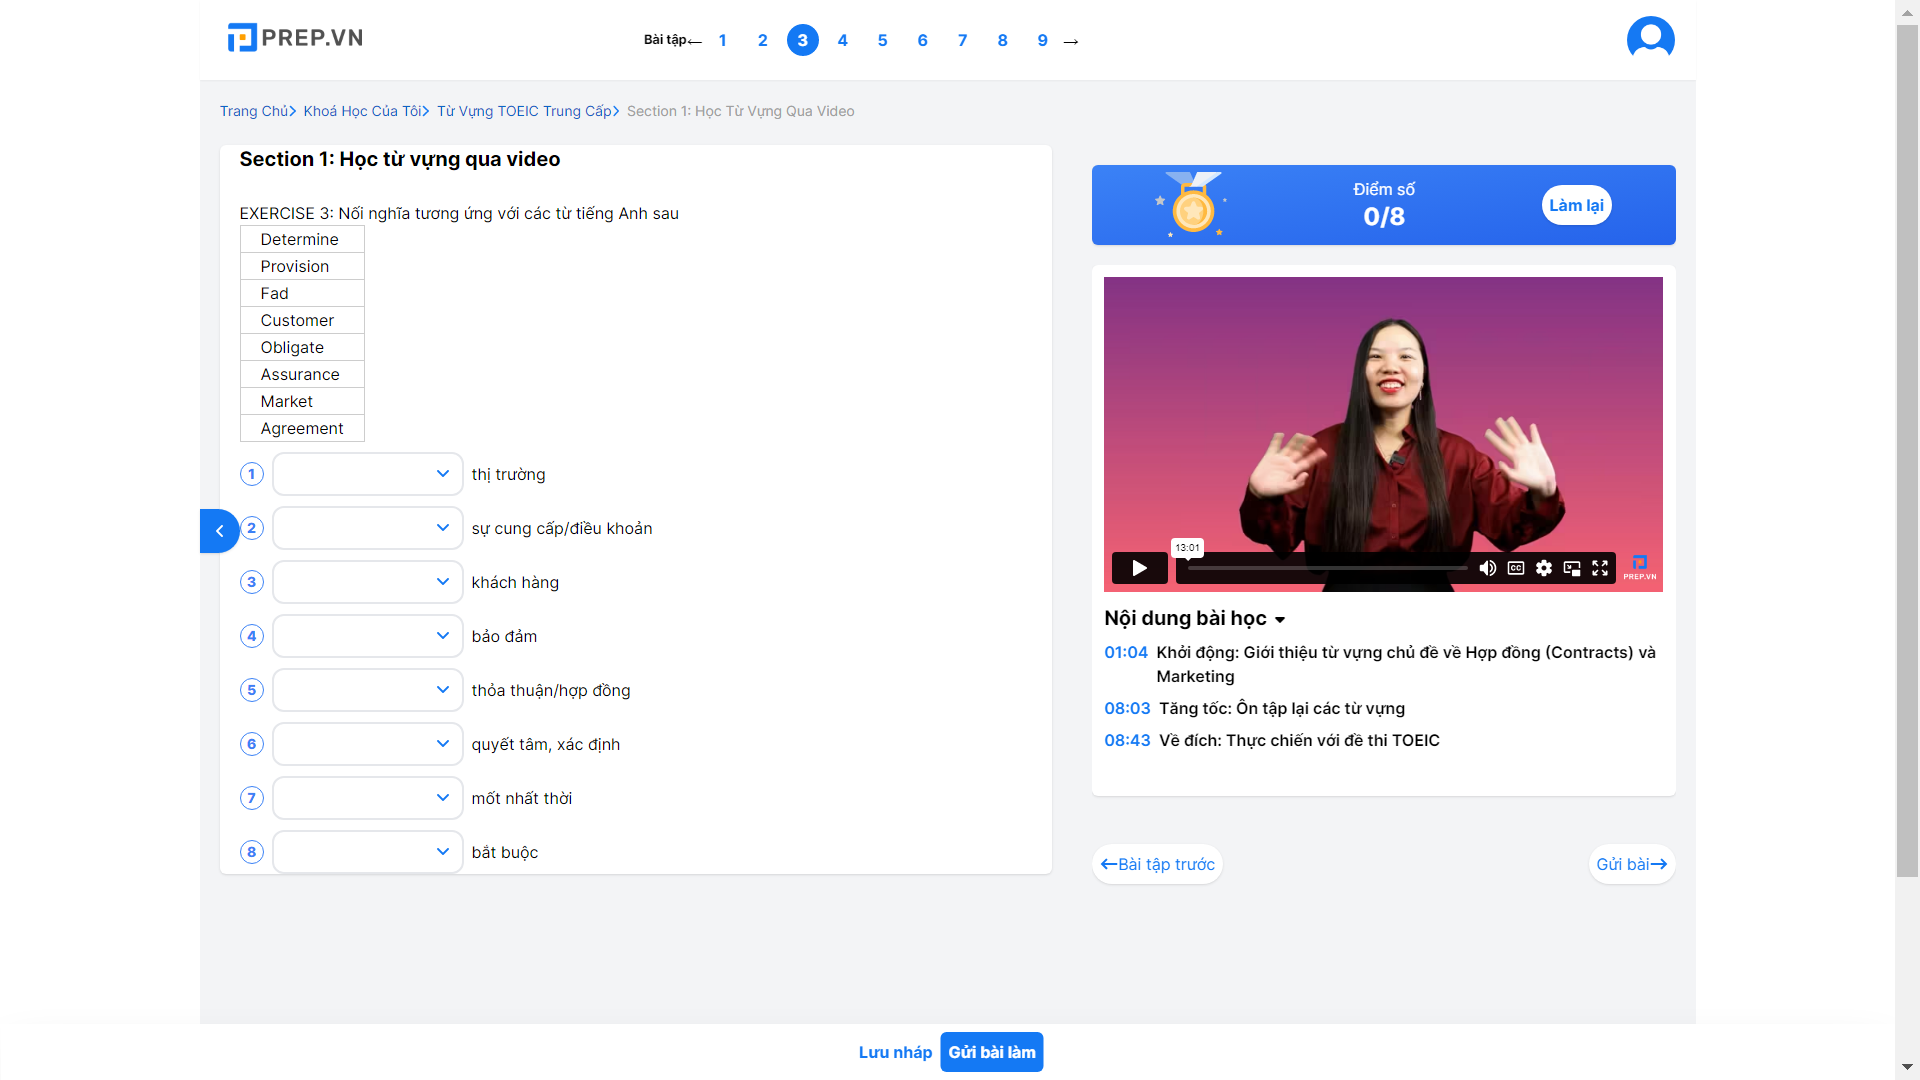 PREP.VN
Bài tập← 1 2 3 4 5 6 7 8 9 →
Trang Chủ> Khoá Học Của Tôi> Từ Vựng TOEIC Trung Cấp> Section 1: Học Từ Vựng Qua Video
Section 1: Học từ vựng qua video
EXERCISE 3: Nối nghĩa tương ứng với các từ tiếng Anh sau
Determine
Provision
Fad
Customer
Obligate
Assurance
Market
Agreement
1 thị trường
2 sự cung cấp/điều khoản
3 khách hàng
4 bảo đảm
5 thỏa thuận/hợp đồng
6 quyết tâm, xác định
7 mốt nhất thời
8 bắt buộc
Điểm số
0/8
Làm lại
13:01
CC
PREP.VN
Nội dung bài học
01:04 Khởi động: Giới thiệu từ vựng chủ đề về Hợp đồng (Contracts) và
Marketing
08:03 Tăng tốc: Ôn tập lại các từ vựng
08:43 Về đích: Thực chiến với đề thi TOEIC
←Bài tập trước
Gửi bài→
Lưu nháp
Gửi bài làm